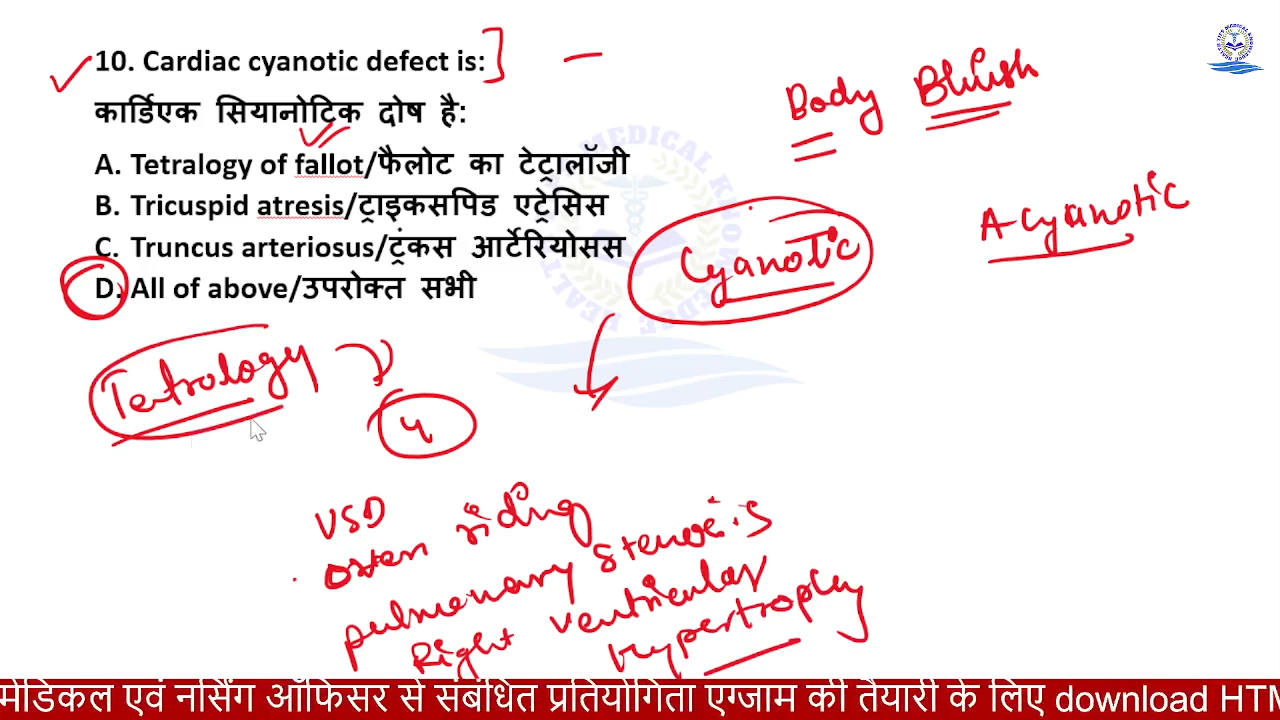 10. Cardiac cyanotic defect is:
कार्डिएक सियानोटिक दोष है:
A. Tetralogy of fallot/फैलोट का टेट्रालॉजी
B. Tricuspid atresis/ट्राइकसपिड एट्रेसिस
C. Truncus arteriosus/ट्रंकस आर्टेरियोसस
D. All of above/उपरोक्त सभी
Body Bluish
Cyanotic
A-cyanotic
Tetrology
4
VSD
riding
pulmonary stenosis
Right ventricular
Hypertrophy
मेडिकल एवं नर्सिंग ऑफिसर से संबंधित प्रतियोगिता एग्जाम की तैयारी के लिए download HTM